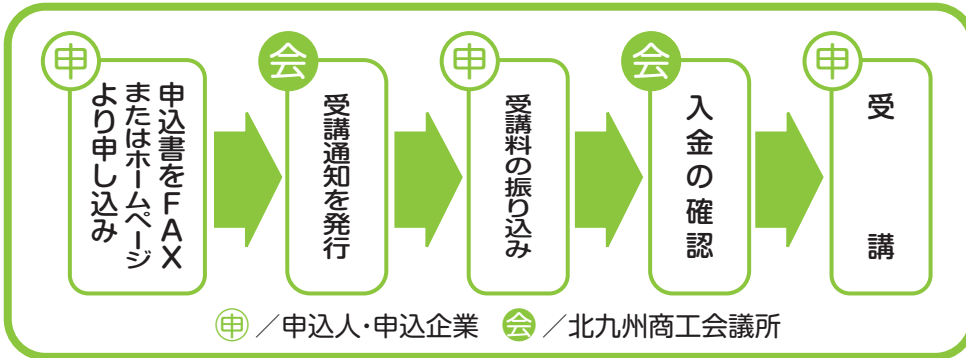 申
申込書をFAX
またはホームページ
より申し込み
会
受講通知を発行
申
受講料の振り込み
会
入金の確認
申
受講
申／申込人・申込企業 会／北九州商工会議所